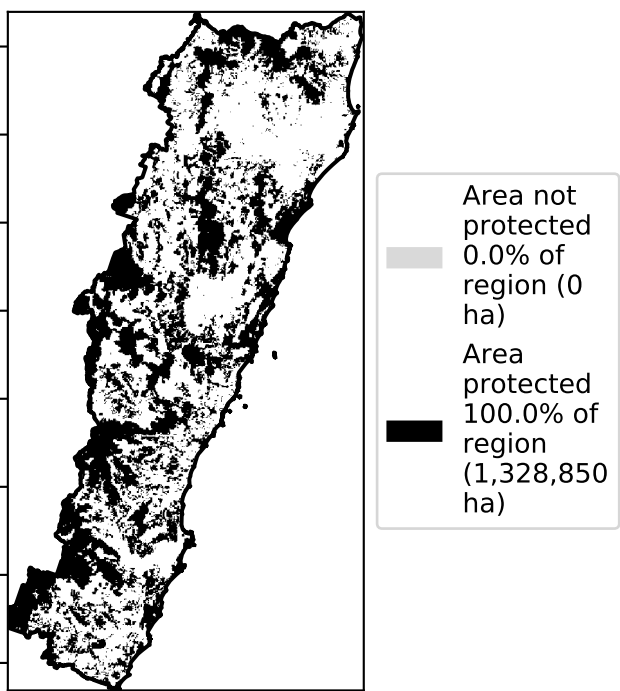 Area not
protected
0.0% of
region (0
ha)
Area
protected
100.0% of
region
(1,328,850
ha)